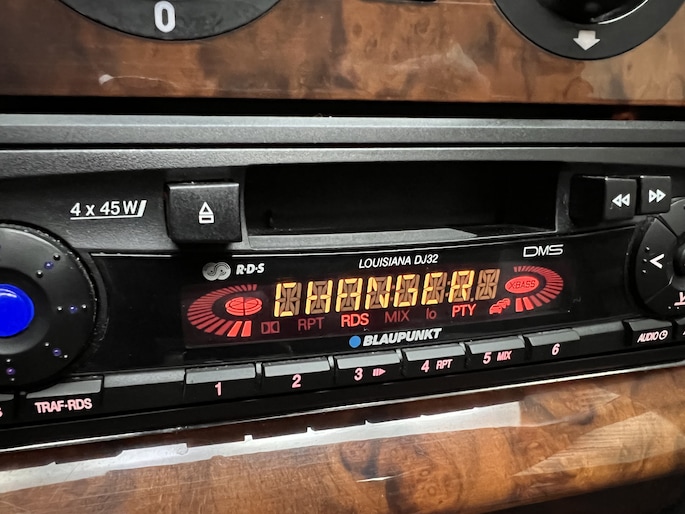 0
4 x 45W
R·D·S
LOUISIANA DJ32
DMS
CHANGER
XBASS
RPT RDS MIX lo PTY
BLAUPUNKT
TRAF·RDS
1
2
3
4 RPT
5 MIX
6
AUDIO